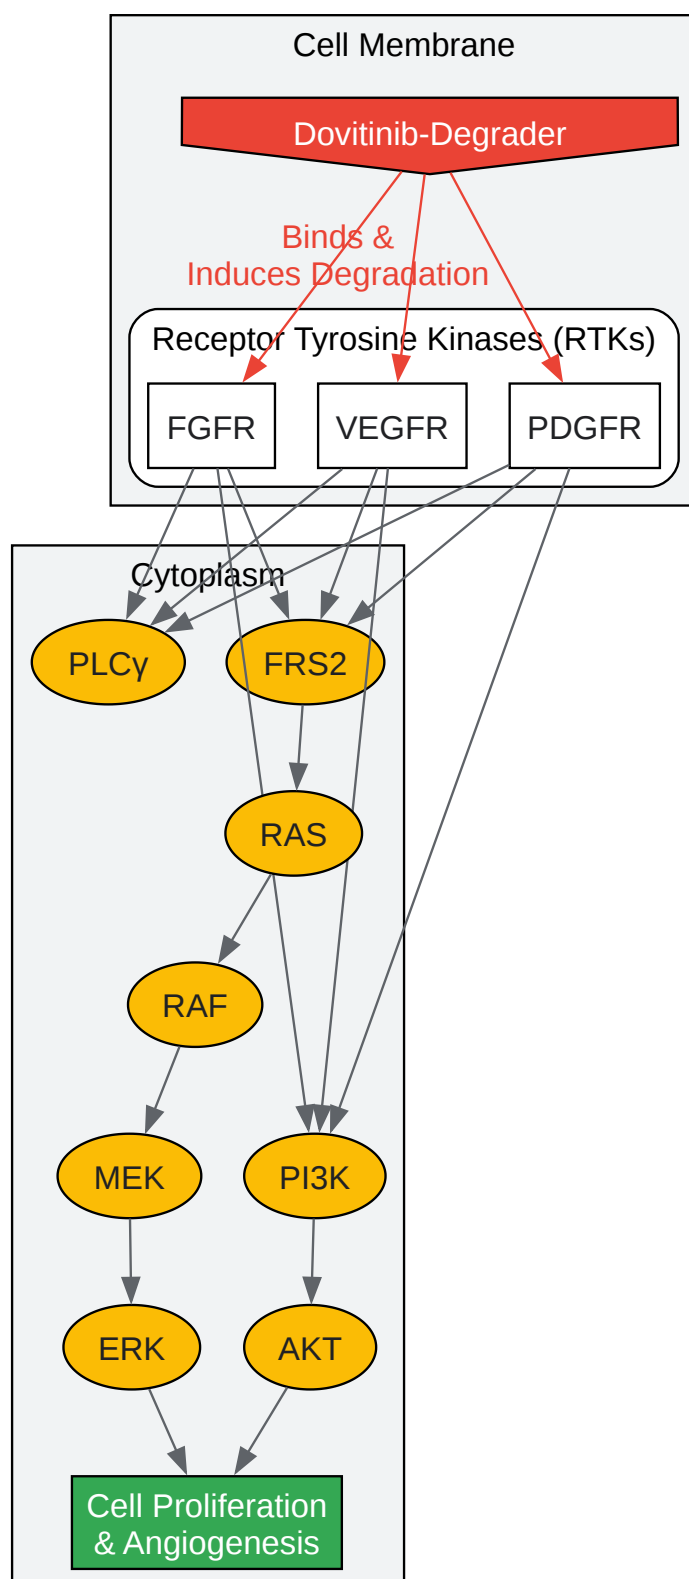 Cell Membrane
Dovitinib-Degrader
Binds &
Induces Degradation
Receptor Tyrosine Kinases (RTKs)
FGFR
VEGFR
PDGFR
Cytoplasm
PLCγ
FRS2
RAS
RAF
MEK
PI3K
ERK
AKT
Cell Proliferation
& Angiogenesis